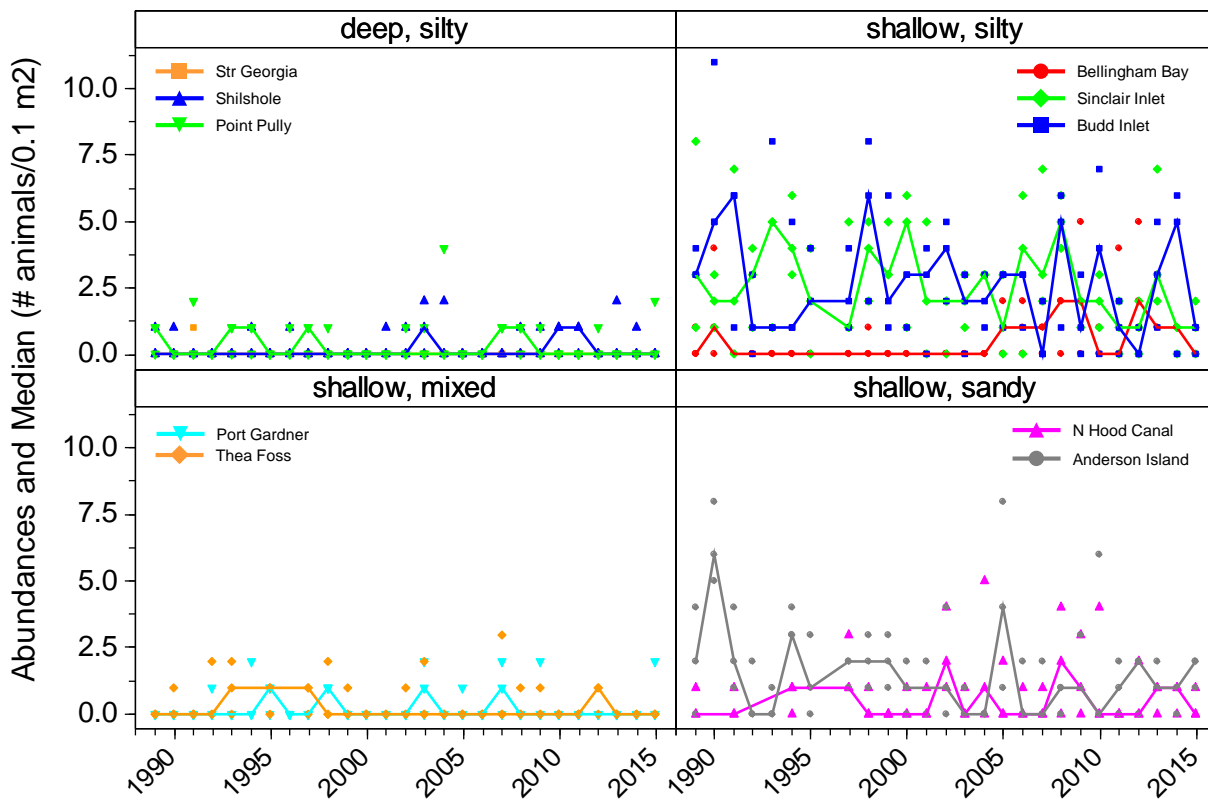 Abundances and Median (# animals/0.1 m2)
deep, silty
Str Georgia
Shilshole
Point Pully
10.0
7.5
5.0
2.5
0.0
shallow, silty
Bellingham Bay
Sinclair Inlet
Budd Inlet
shallow, mixed
Port Gardner
Thea Foss
10.0
7.5
5.0
2.5
0.0
shallow, sandy
N Hood Canal
Anderson Island
1990
1995
2000
2005
2010
2015
1990
1995
2000
2005
2010
2015